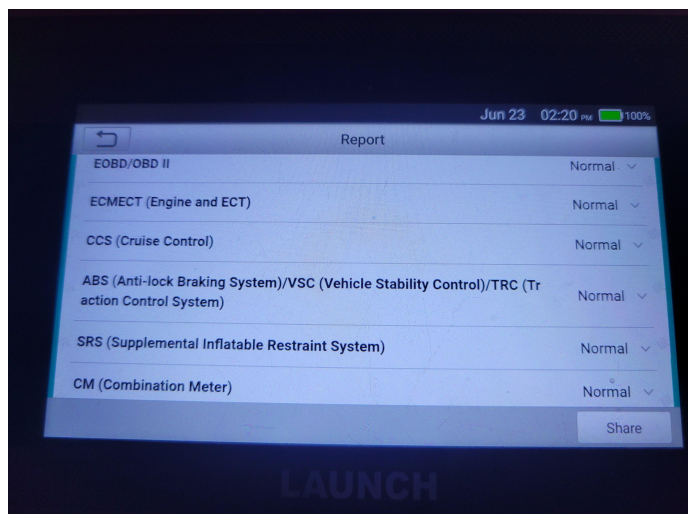 Jun 23 02:20 PM 100%
Report
EOBD/OBD II Normal
ECMECT (Engine and ECT) Normal
CCS (Cruise Control) Normal
ABS (Anti-lock Braking System)/VSC (Vehicle Stability Control)/TRC (Tr
action Control System) Normal
SRS (Supplemental Inflatable Restraint System) Normal
CM (Combination Meter) Normal
Share
LAUNCH